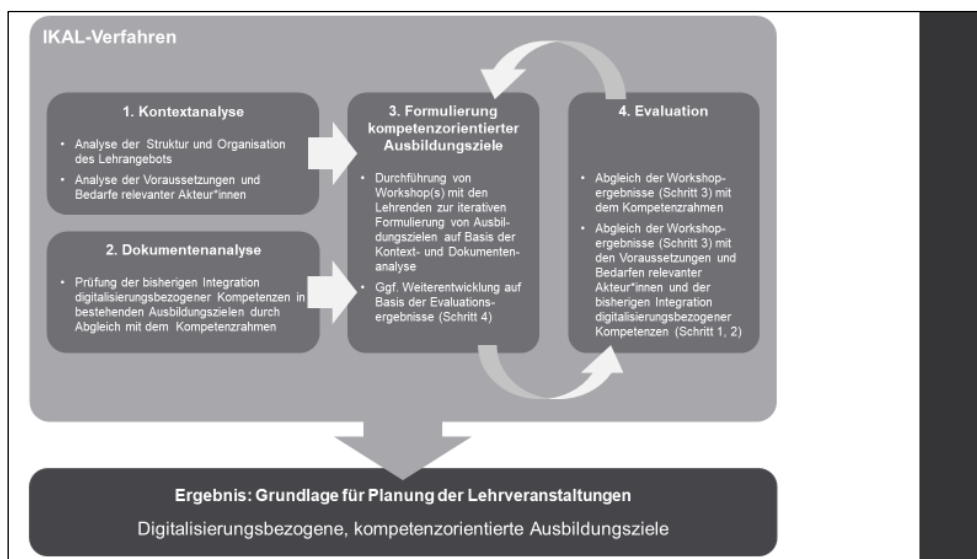 IKAL-Verfahren
1. Kontextanalyse
• Analyse der Struktur und Organisation
des Lehrangebots
• Analyse der Voraussetzungen und
Bedarfe relevanter Akteur*innen
2. Dokumentenanalyse
• Prüfung der bisherigen Integration
digitalisierungsbezogener Kompetenzen in
bestehenden Ausbildungszielen durch
Abgleich mit dem Kompetenzrahmen
3. Formulierung
kompetenzorientierter
Ausbildungsziele
• Durchführung von
Workshop(s) mit den
Lehrenden zur iterativen
Formulierung von Ausbil-
dungszielen auf Basis der
Kontext- und Dokumenten-
analyse
• Ggf. Weiterentwicklung auf
Basis der Evaluations-
ergebnisse (Schritt 4)
4. Evaluation
• Abgleich der Workshop-
ergebnisse (Schritt 3) mit
dem Kompetenzrahmen
• Abgleich der Workshop-
ergebnisse (Schritt 3) mit
den Voraussetzungen und
Bedarfen relevanter
Akteur*innen und der
bisherigen Integration
digitalisierungsbezogener
Kompetenzen (Schritt 1, 2)
Ergebnis: Grundlage für Planung der Lehrveranstaltungen
Digitalisierungsbezogene, kompetenzorientierte Ausbildungsziele